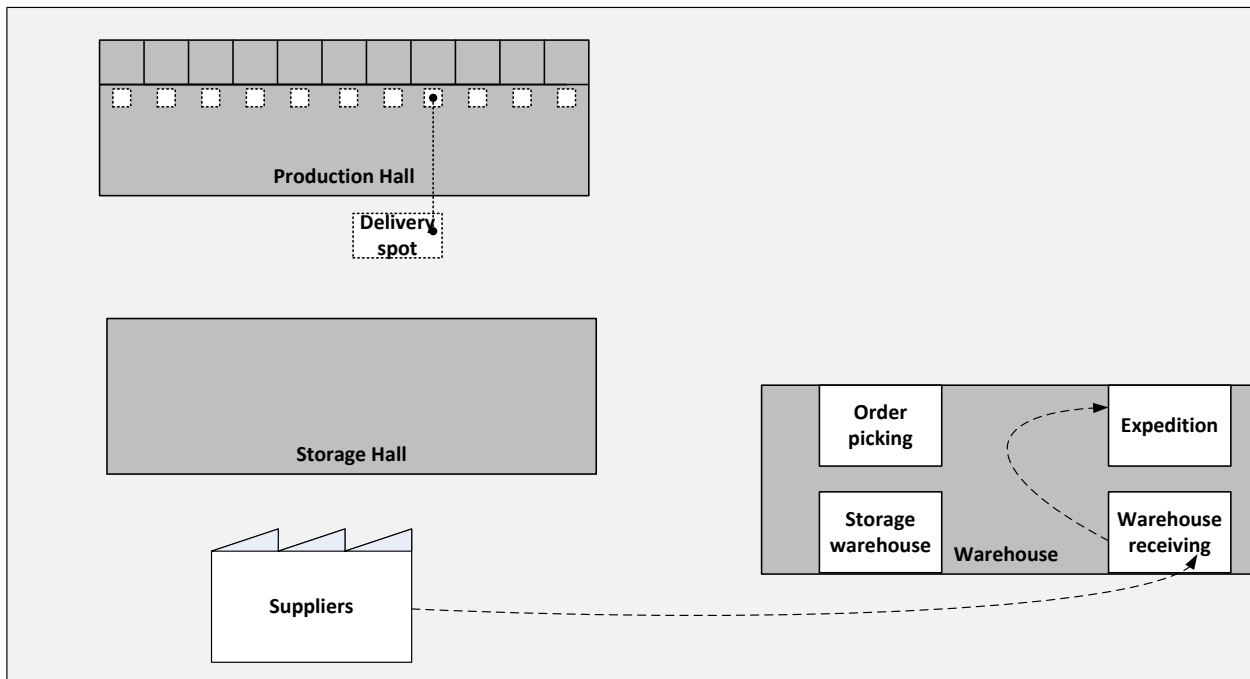 Production Hall
Delivery
spot
Storage Hall
Order
picking
Expedition
Storage
warehouse
Warehouse
Warehouse
receiving
Suppliers